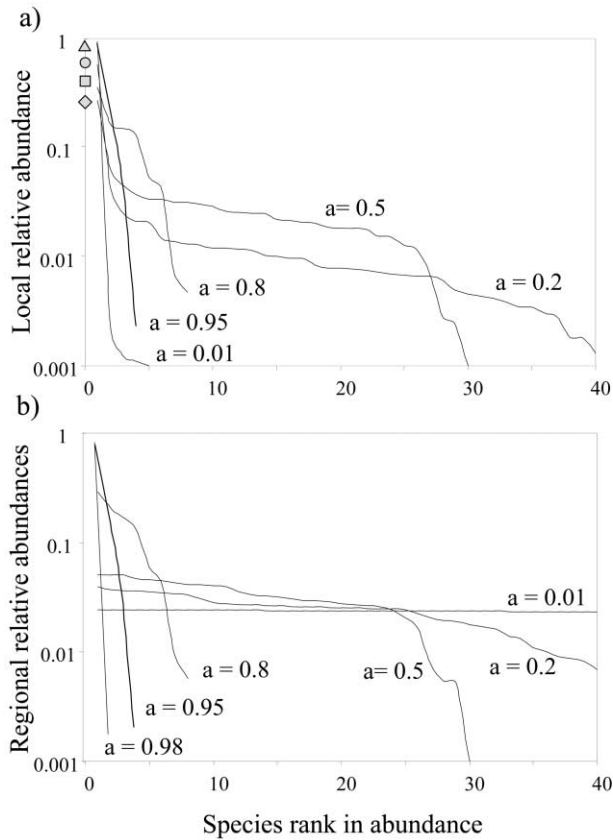 a)
Local relative abundance
1
0.1
0.01
0.001
a= 0.5
a = 0.2
a = 0.8
a = 0.95
a = 0.01
0
10
20
30
40
b)
Regional relative abundances
1
0.1
0.01
0.001
a = 0.01
a = 0.8
a= 0.5
a = 0.2
a = 0.95
a = 0.98
0
10
20
30
40
Species rank in abundance